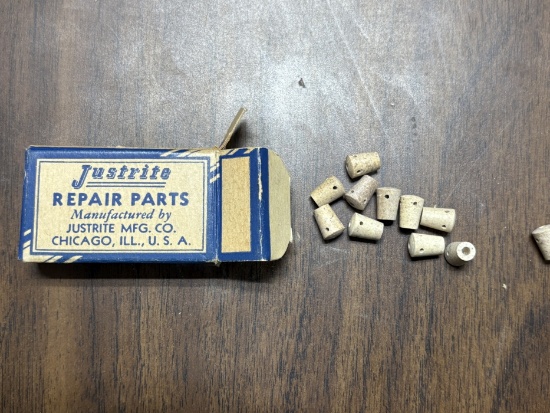 Justrite
REPAIR PARTS
Manufactured by
JUSTRITE MFG. CO.
CHICAGO, ILL., U. S. A.